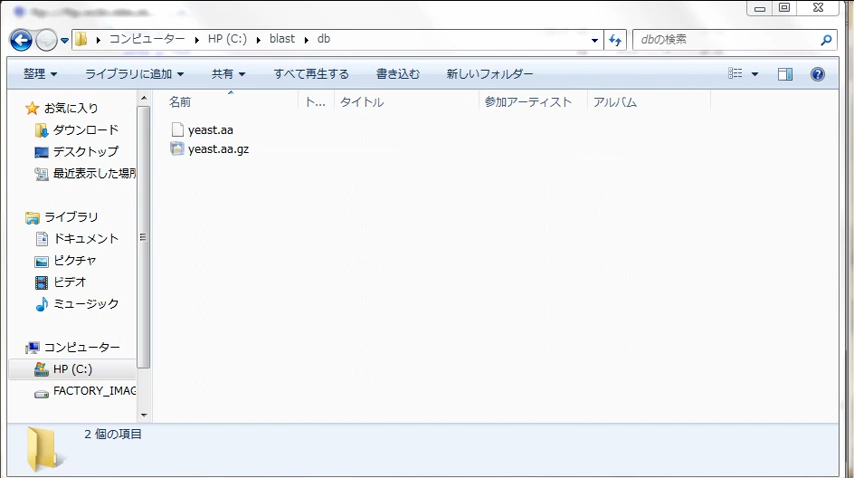 コンピューター ▸ HP (C:) ▸ blast ▸ db
dbの検索
整理 ライブラリに追加 共有 すべて再生する 書き込む 新しいフォルダー
名前 ト... タイトル 参加アーティスト アルバム
yeast.aa
yeast.aa.gz
お気に入り
ダウンロード
デスクトップ
最近表示した場所
ライブラリ
ドキュメント
ピクチャ
ビデオ
ミュージック
コンピューター
HP (C:)
FACTORY_IMAG
2 個の項目